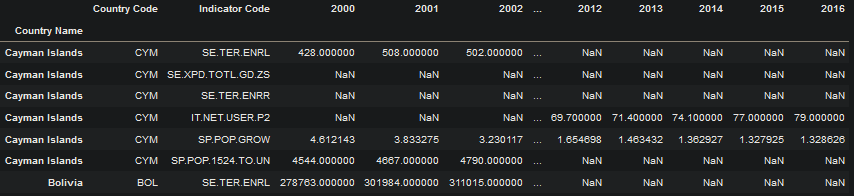 Country Code Indicator Code 2000 2001 2002 ... 2012 2013 2014 2015 2016
Country Name
Cayman Islands CYM SE.TER.ENRL 428.000000 508.000000 502.000000 ... NaN NaN NaN NaN NaN
Cayman Islands CYM SE.XPD.TOTL.GD.ZS NaN NaN NaN ... NaN NaN NaN NaN NaN
Cayman Islands CYM SE.TER.ENRR NaN NaN NaN ... NaN NaN NaN NaN NaN
Cayman Islands CYM IT.NET.USER.P2 NaN NaN NaN ... 69.700000 71.400000 74.100000 77.000000 79.000000
Cayman Islands CYM SP.POP.GROW 4.612143 3.833275 3.230117 ... 1.654698 1.463432 1.362927 1.327925 1.328626
Cayman Islands CYM SP.POP.1524.TO.UN 4544.000000 4667.000000 4790.000000 ... NaN NaN NaN NaN NaN
Bolivia BOL SE.TER.ENRL 278763.000000 301984.000000 311015.000000 ... NaN NaN NaN NaN NaN